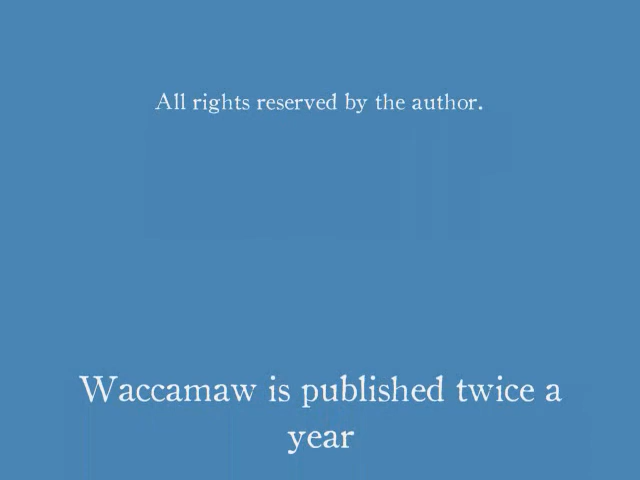 All rights reserved by the author.
Waccamaw is published twice a
year